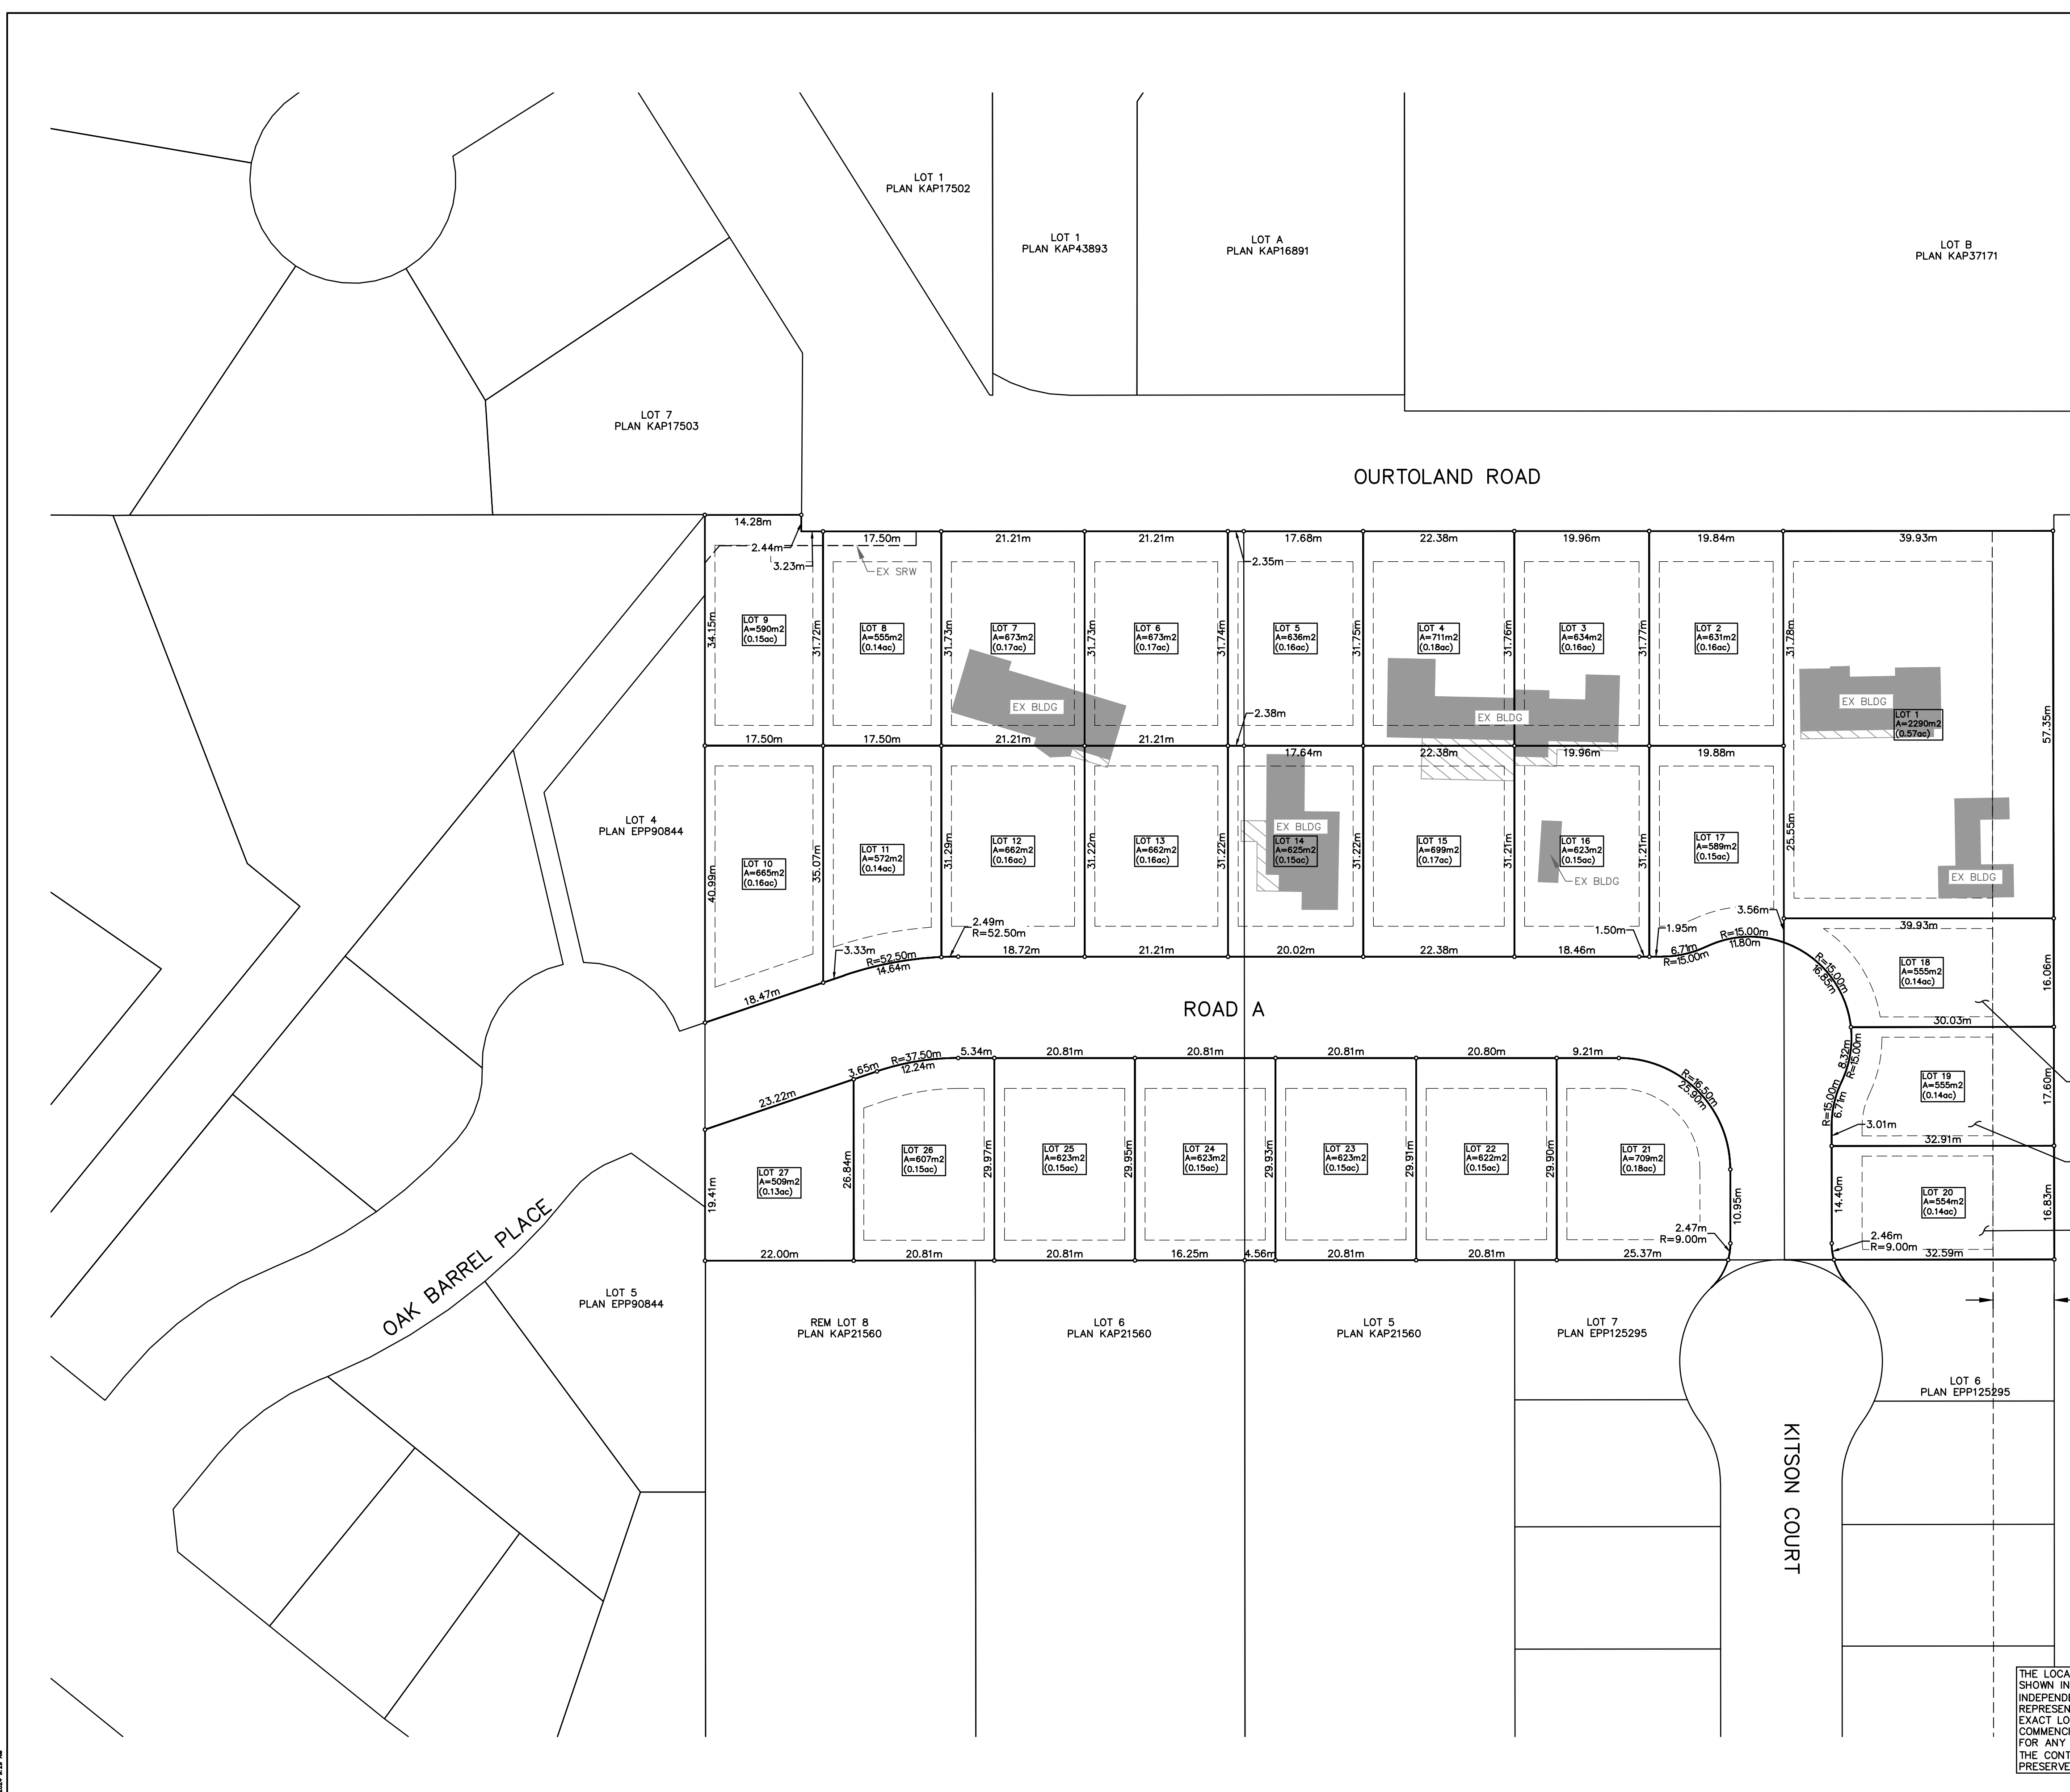 LOT 1
PLAN KAP17502
LOT 1
PLAN KAP43893
LOT A
PLAN KAP16891
LOT B
PLAN KAP37171
LOT 7
PLAN KAP17503
OURTOLAND ROAD
14.28m
2.44m
3.23m
17.50m
EX SRW
21.21m
21.21m
2.35m
17.68m
22.38m
19.96m
19.84m
39.93m
34.15m
LOT 9
A=590m2
(0.15ac)
31.72m
LOT 8
A=555m2
(0.14ac)
31.73m
LOT 7
A=673m2
(0.17ac)
31.73m
LOT 6
A=673m2
(0.17ac)
31.74m
LOT 5
A=636m2
(0.16ac)
31.75m
LOT 4
A=711m2
(0.18ac)
31.76m
LOT 3
A=634m2
(0.16ac)
31.77m
LOT 2
A=631m2
(0.16ac)
31.78m
EX BLDG
EX BLDG
EX BLDG
LOT 1
A=2290m2
(0.57ac)
57.35m
2.38m
17.50m
17.50m
21.21m
21.21m
17.64m
22.38m
19.96m
19.88m
LOT 4
PLAN EPP90844
40.99m
LOT 10
A=665m2
(0.16ac)
35.07m
LOT 11
A=572m2
(0.14ac)
31.29m
LOT 12
A=662m2
(0.16ac)
31.22m
LOT 13
A=662m2
(0.16ac)
31.22m
EX BLDG
LOT 14
A=625m2
(0.15ac)
31.22m
LOT 15
A=699m2
(0.17ac)
31.21m
LOT 16
A=623m2
(0.15ac)
EX BLDG
31.21m
LOT 17
A=589m2
(0.15ac)
25.55m
EX BLDG
3.33m
R=52.50m
14.64m
2.49m
R=52.50m
18.72m
21.21m
20.02m
22.38m
18.46m
1.50m
1.95m
6.71m
R=15.00m
R=15.00m
11.80m
3.56m
39.93m
R=15.00m
16.85m
LOT 18
A=555m2
(0.14ac)
16.06m
30.03m
18.47m
ROAD A
23.22m
3.65m
R=37.50m
12.24m
5.34m
20.81m
20.81m
20.81m
20.80m
9.21m
R=16.50m
25.90m
8.32m
R=15.00m
R=15.00m
6.71m
3.01m
LOT 19
A=555m2
(0.14ac)
17.60m
32.91m
19.41m
LOT 27
A=509m2
(0.13ac)
26.84m
LOT 26
A=607m2
(0.15ac)
29.97m
LOT 25
A=623m2
(0.15ac)
29.95m
LOT 24
A=623m2
(0.15ac)
29.93m
LOT 23
A=623m2
(0.15ac)
29.91m
LOT 22
A=622m2
(0.15ac)
29.90m
LOT 21
A=709m2
(0.18ac)
10.95m
2.47m
R=9.00m
14.40m
2.46m
R=9.00m
LOT 20
A=554m2
(0.14ac)
16.83m
22.00m
20.81m
20.81m
16.25m
4.56m
20.81m
20.81m
25.37m
32.59m
OAK BARREL PLACE
LOT 5
PLAN EPP90844
REM LOT 8
PLAN KAP21560
LOT 6
PLAN KAP21560
LOT 5
PLAN KAP21560
LOT 7
PLAN EPP125295
LOT 6
PLAN EPP125295
KITSON COURT
THE LOCA
SHOWN IN
INDEPENDE
REPRESEN
EXACT LO
COMMENCI
FOR ANY
THE CONT
PRESERVE